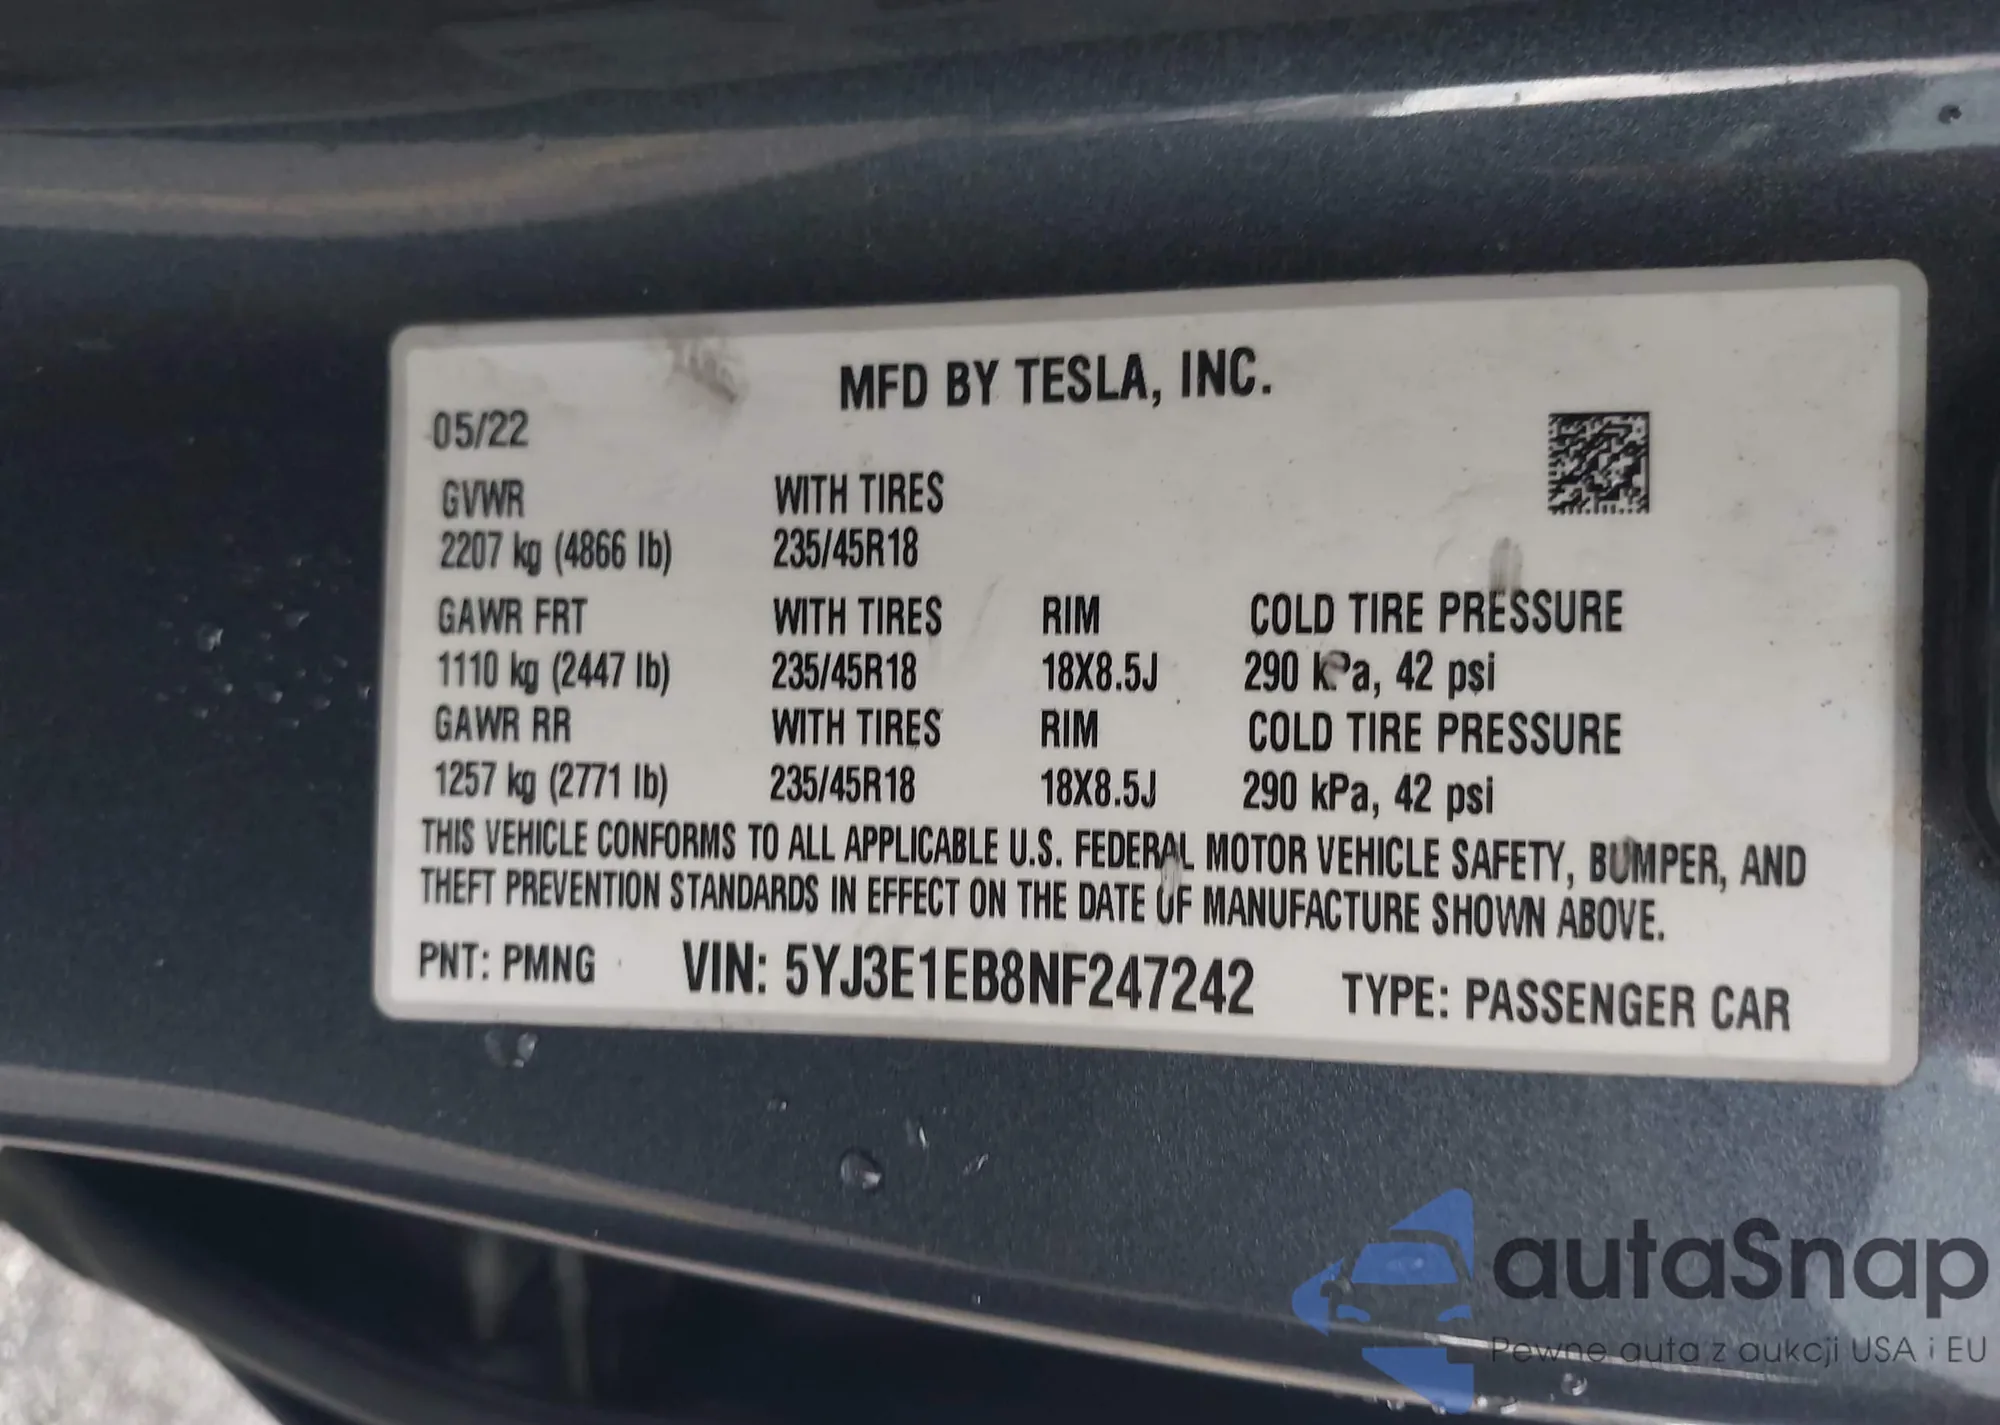 MFD BY TESLA, INC.
05/22
GVWR WITH TIRES
2207 kg (4866 lb) 235/45R18
GAWR FRT WITH TIRES RIM COLD TIRE PRESSURE
1110 kg (2447 lb) 235/45R18 18X8.5J 290 kPa, 42 psi
GAWR RR WITH TIRES RIM COLD TIRE PRESSURE
1257 kg (2771 lb) 235/45R18 18X8.5J 290 kPa, 42 psi
THIS VEHICLE CONFORMS TO ALL APPLICABLE U.S. FEDERAL MOTOR VEHICLE SAFETY, BUMPER, AND
THEFT PREVENTION STANDARDS IN EFFECT ON THE DATE OF MANUFACTURE SHOWN ABOVE.
PNT: PMNG VIN: 5YJ3E1EB8NF247242 TYPE: PASSENGER CAR
autaSnap
Pewne auta z aukcji USA i EU